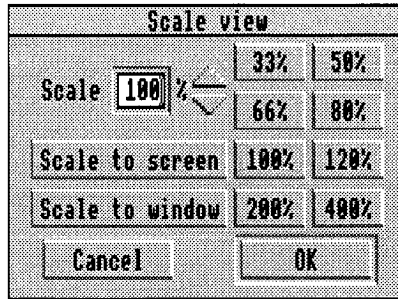 Scale view
33% 50%
Scale 100 %
66% 80%
Scale to screen 100% 120%
Scale to window 200% 400%
Cancel OK